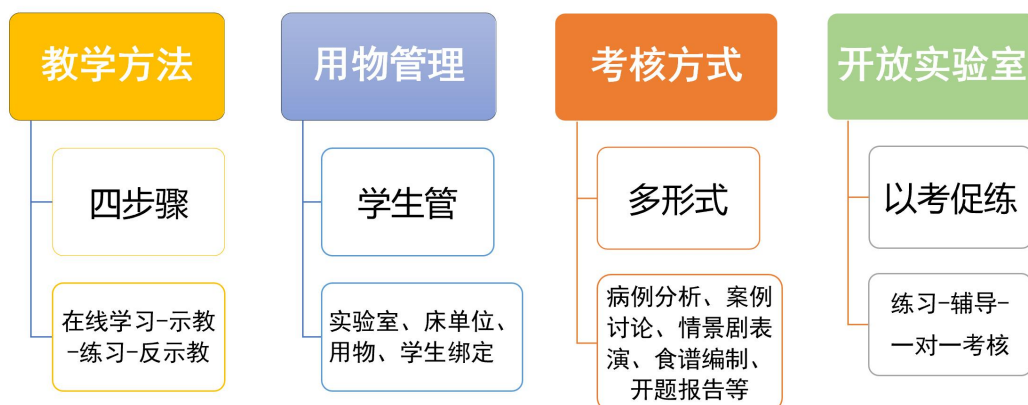 教学方法
四步骤
在线学习-示教
-练习-反示教
用物管理
学生管
实验室、床单位、
用物、学生绑定
考核方式
多形式
病例分析、案例
讨论、情景剧表
演、食谱编制、
开题报告等
开放实验室
以考促练
练习-辅导-
一对一考核